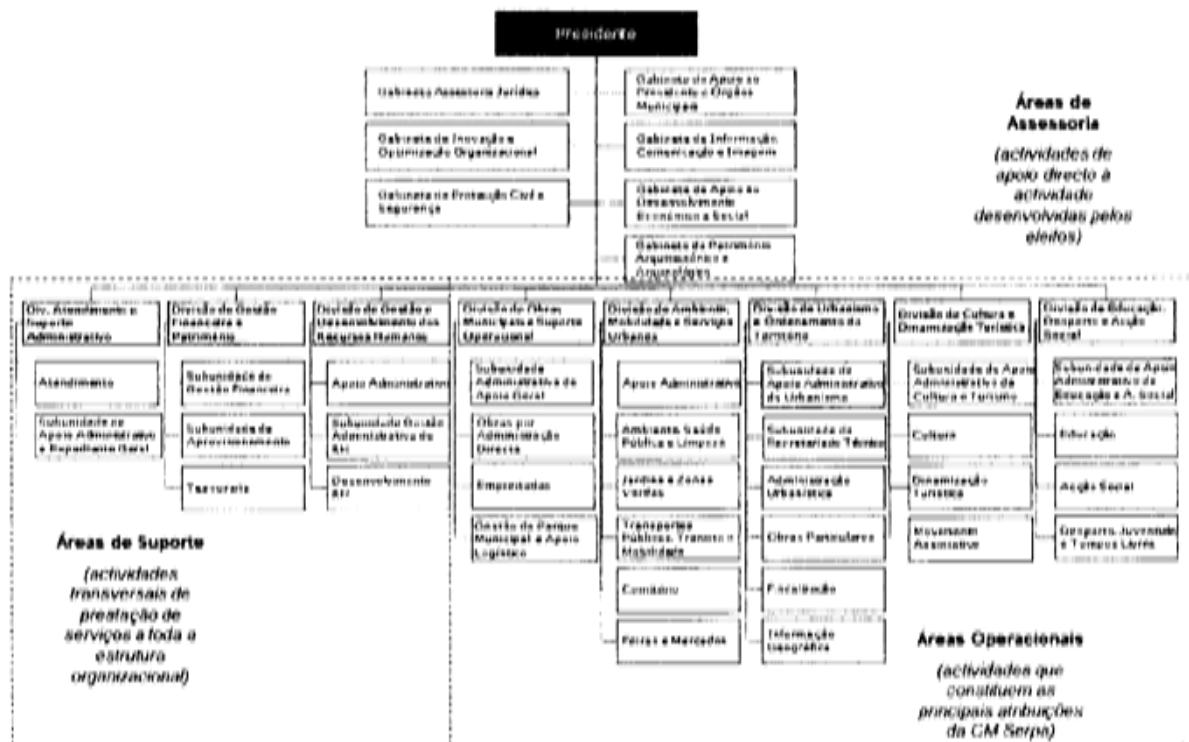 Presidente
Gabinete Assessoria Jurídica
Gabinete de Apoio ao
Presidente e Órgãos
Municipais
Gabinete de Inovação e
Optimização Organizacional
Gabinete de Informação,
Comunicação e Imagem
Gabinete de Protecção Civil e
Segurança
Gabinete de Apoio ao
Desenvolvimento
Económico e Social
Gabinete de Património
Arquitectónico e
Arqueológico
Áreas de
Assessoria
(actividades de
apoio directo à
actividade
desenvolvidas pelos
eleitos)
Div. Atendimento e
Suporte
Administrativo
Atendimento
Subunidade de
Apoio Administrativo
e Expediente Geral
Divisão de Gestão
Financeira e
Património
Subunidade de
Gestão Financeira
Subunidade de
Aprovisionamento
Tesouraria
Divisão de Gestão e
Desenvolvimento dos
Recursos Humanos
Apoio Administrativo
Subunidade Gestão
Administrativa de
RH
Desenvolvimento
RH
Divisão de Obras
Municipais e Suporte
Operacional
Subunidade
Administrativa de
Apoio Geral
Obras por
Administração
Directa
Empreitadas
Gestão do Parque
Municipal e Apoio
Logístico
Divisão de Ambiente,
Mobilidade e Serviços
Urbanos
Apoio Administrativo
Ambiente, Saúde
Pública e Limpeza
Jardins e Zonas
Verdes
Transportes
Públicos, Trânsito e
Mobilidade
Cemitério
Feiras e Mercados
Divisão de Urbanismo
e Ordenamento do
Território
Subunidade de
Apoio Administrativo
de Urbanismo
Subunidade de
Secretariado Técnico
Administração
Urbanística
Obras Particulares
Fiscalização
Informação
Geográfica
Divisão de Cultura e
Dinamização Turística
Subunidade de Apoio
Administrativo de
Cultura e Turismo
Cultura
Dinamização
Turística
Movimento
Associativo
Divisão de Educação,
Desporto e Acção
Social
Subunidade de Apoio
Administrativo de
Educação e A. Social
Educação
Acção Social
Desporto, Juventude
e Tempos Livres
Áreas de Suporte
(actividades
transversais de
prestação de
serviços a toda a
estrutura
organizacional)
Áreas Operacionais
(actividades que
constituem as
principais atribuições
da CM Serpa)